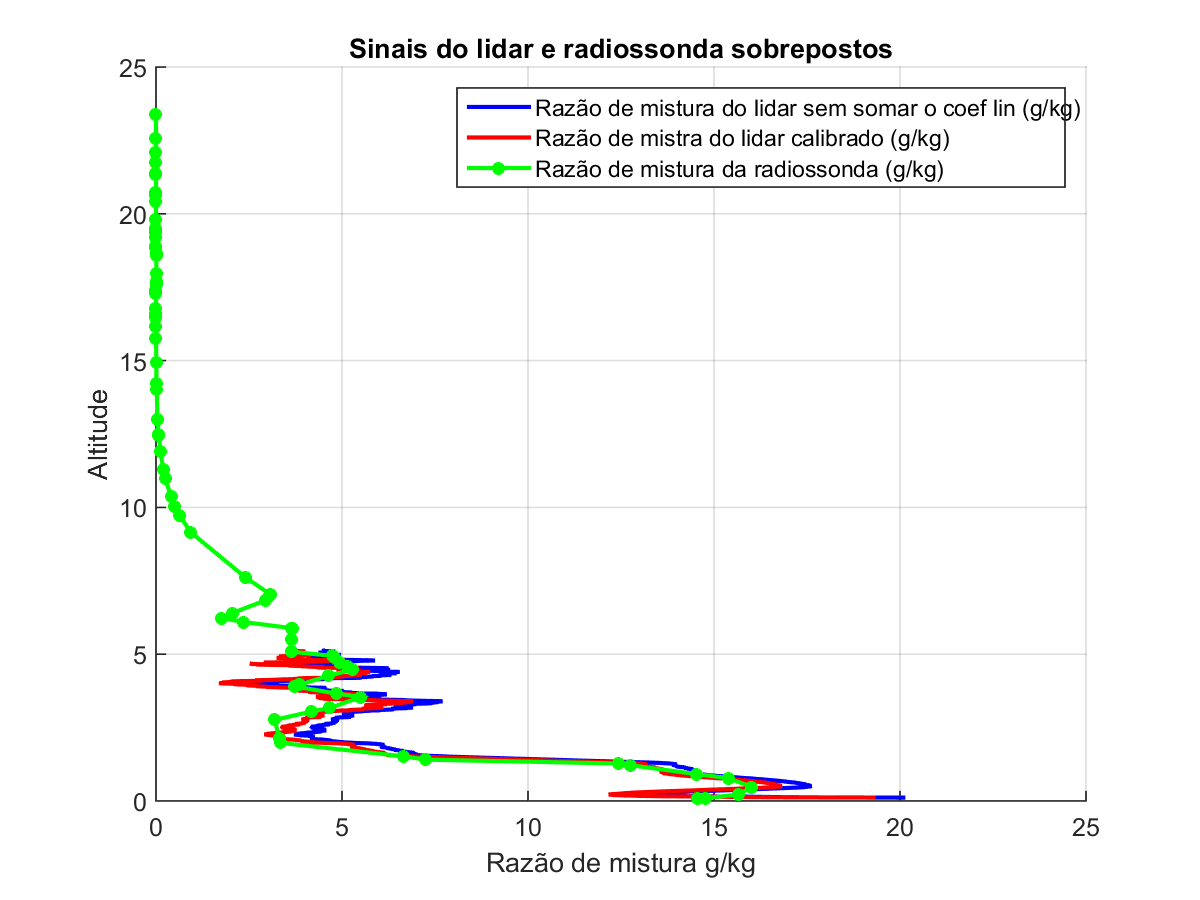 Sinais do lidar e radiossonda sobrepostos
25
Razão de mistura do lidar sem somar o coef lin (g/kg)
Razão de mistra do lidar calibrado (g/kg)
Razão de mistura da radiossonda (g/kg)
20
15
Altitude
10
5
0
0 5 10 15 20 25
Razão de mistura g/kg